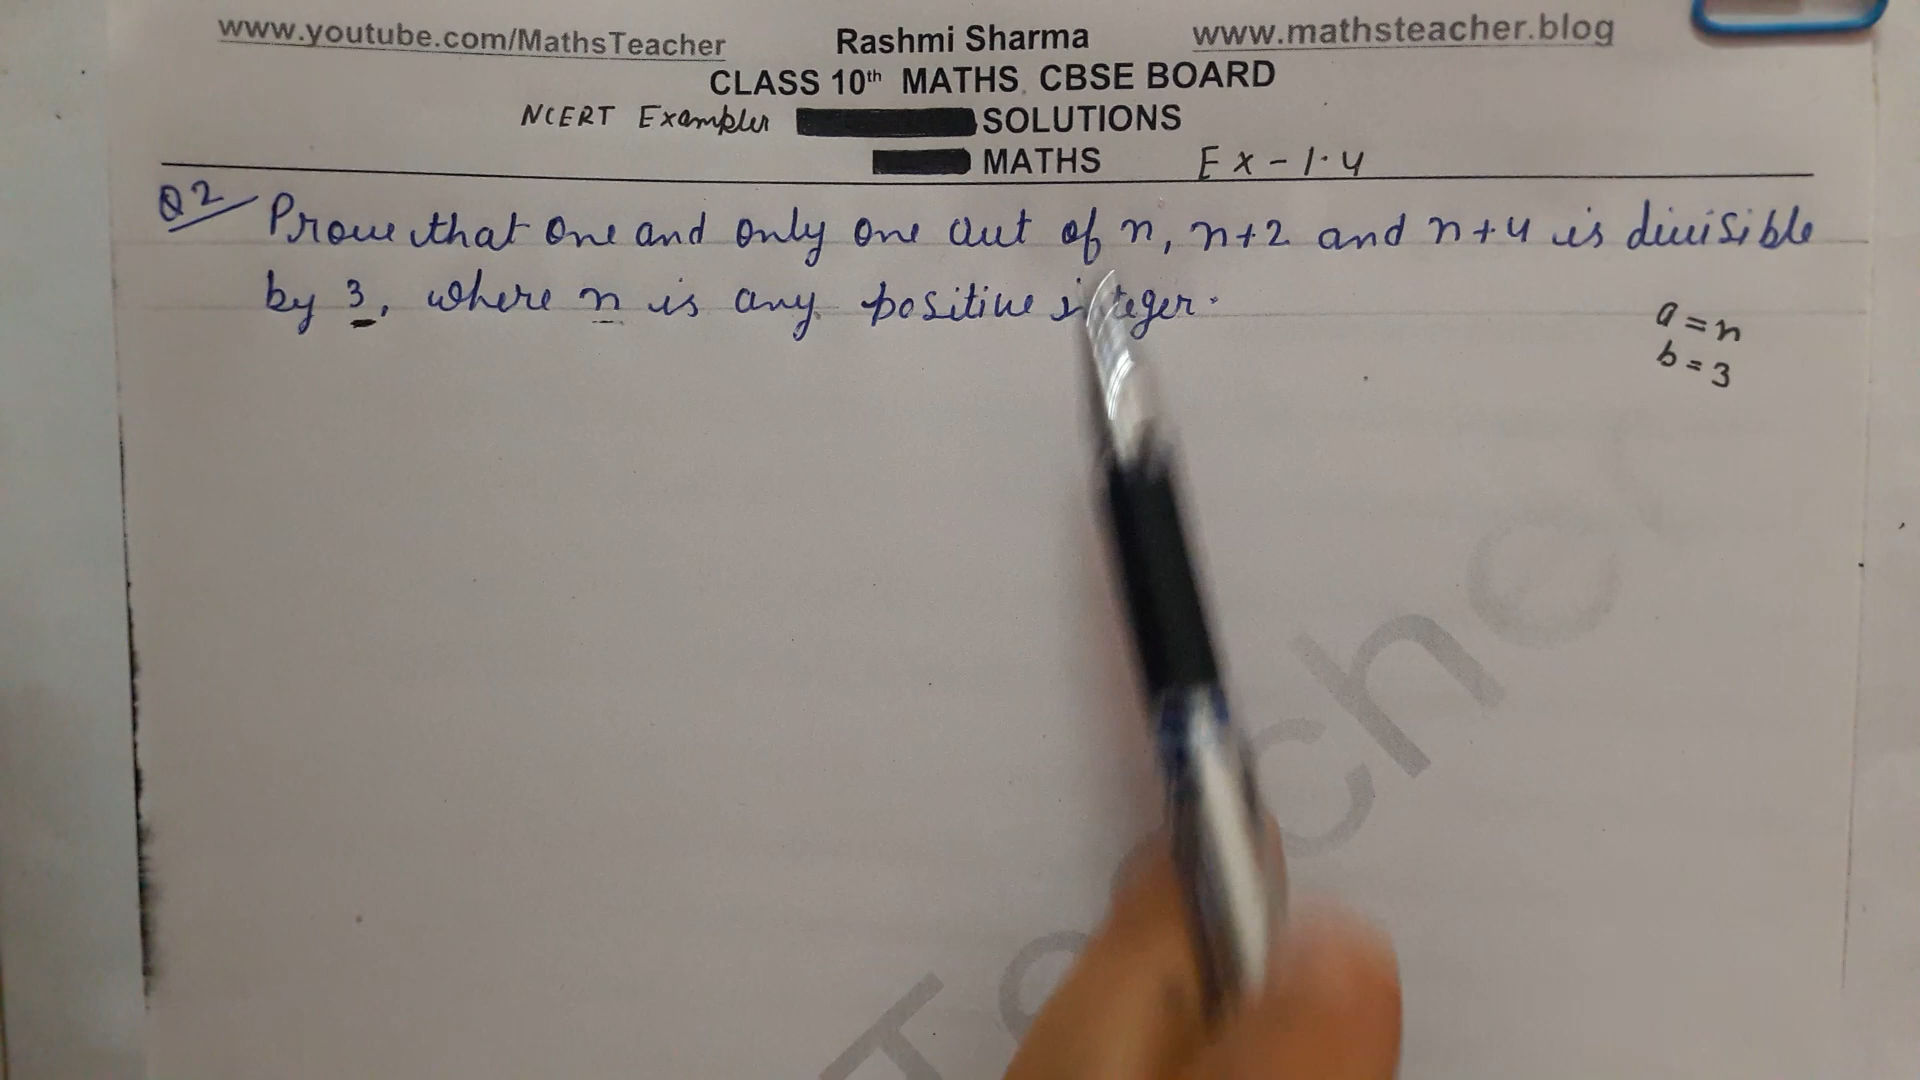 www.youtube.com/MathsTeacher Rashmi Sharma www.mathsteacher.blog
CLASS 10th MATHS CBSE BOARD
NCERT Exampler SOLUTIONS
MATHS Ex-1.4
Q2 Prove that one and only one out of n, n+2 and n+4 is divisible
by 3, where n is any positive integer.
a = n
b = 3